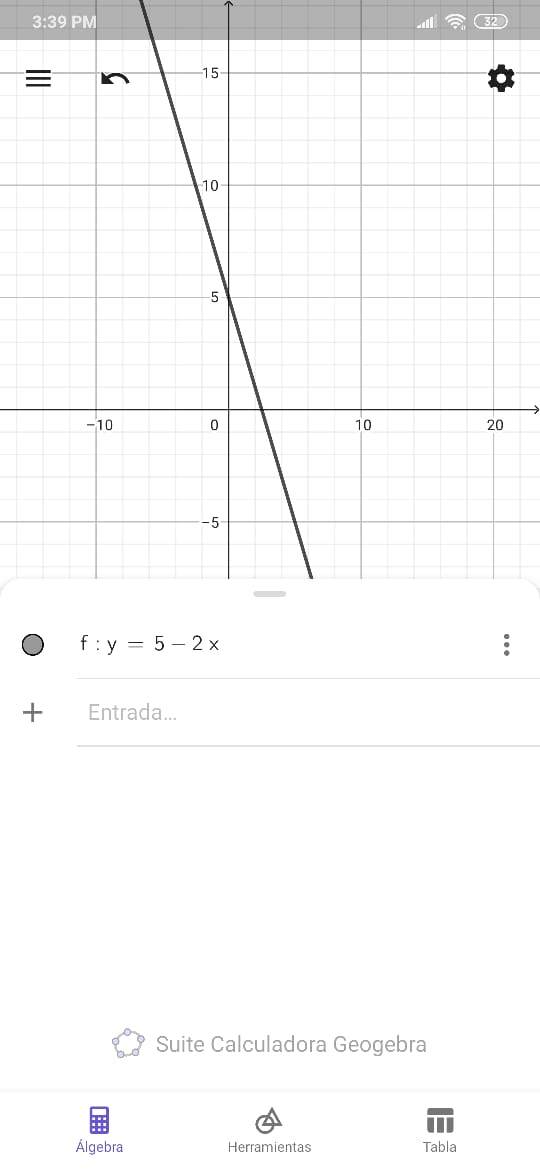 3:39 PM
32
15
10
5
−10
0
10
20
−5
f : y = 5 – 2 x
Entrada...
Suite Calculadora Geogebra
Álgebra
Herramientas
Tabla